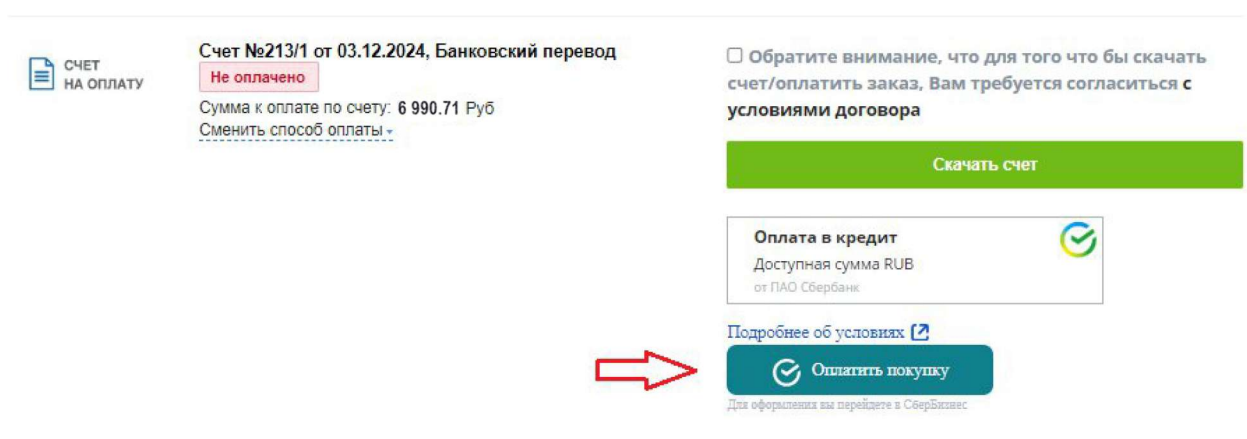 СЧЕТ
НА ОПЛАТУ
Счет №213/1 от 03.12.2024, Банковский перевод
Не оплачено
Сумма к оплате по счету: 6 990.71 Руб
Сменить способ оплаты
Обратите внимание, что для того что бы скачать
счет/оплатить заказ, Вам требуется согласиться с
условиями договора
Скачать счет
Оплата в кредит
Доступная сумма RUB
от ПАО Сбербанк
Подробнее об условиях
Оплатить покупку
Для оформления вы перейдете в СберБизнес